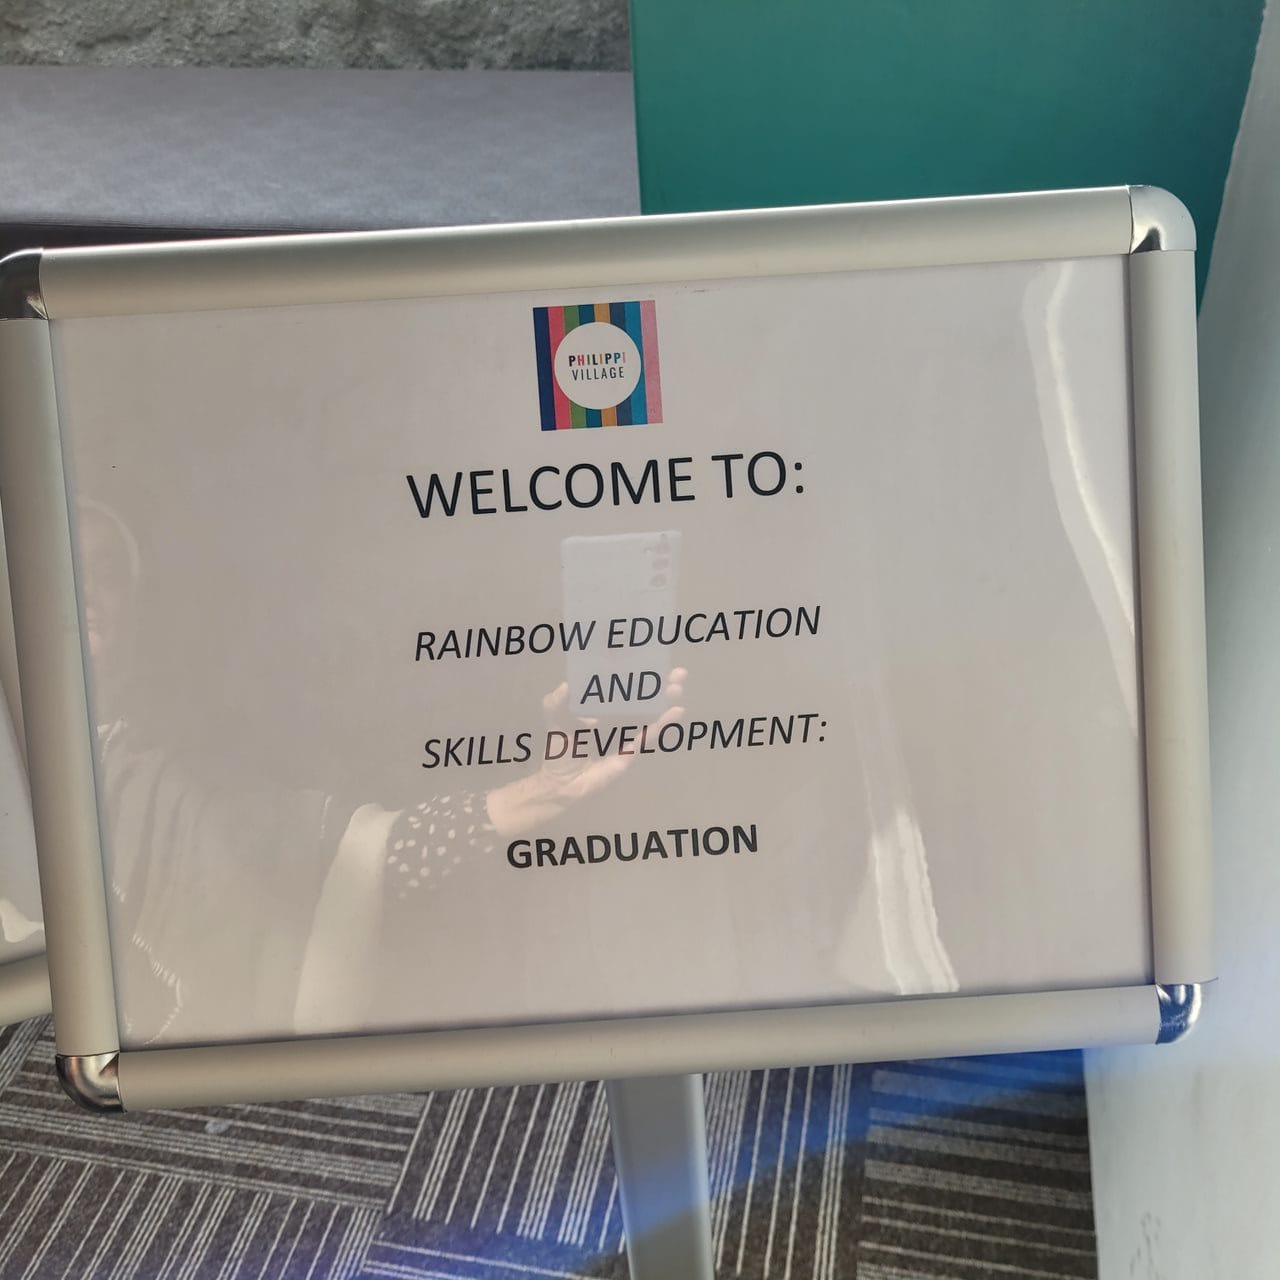 PHILIPPI
VILLAGE
WELCOME TO:
RAINBOW EDUCATION
AND
SKILLS DEVELOPMENT:
GRADUATION